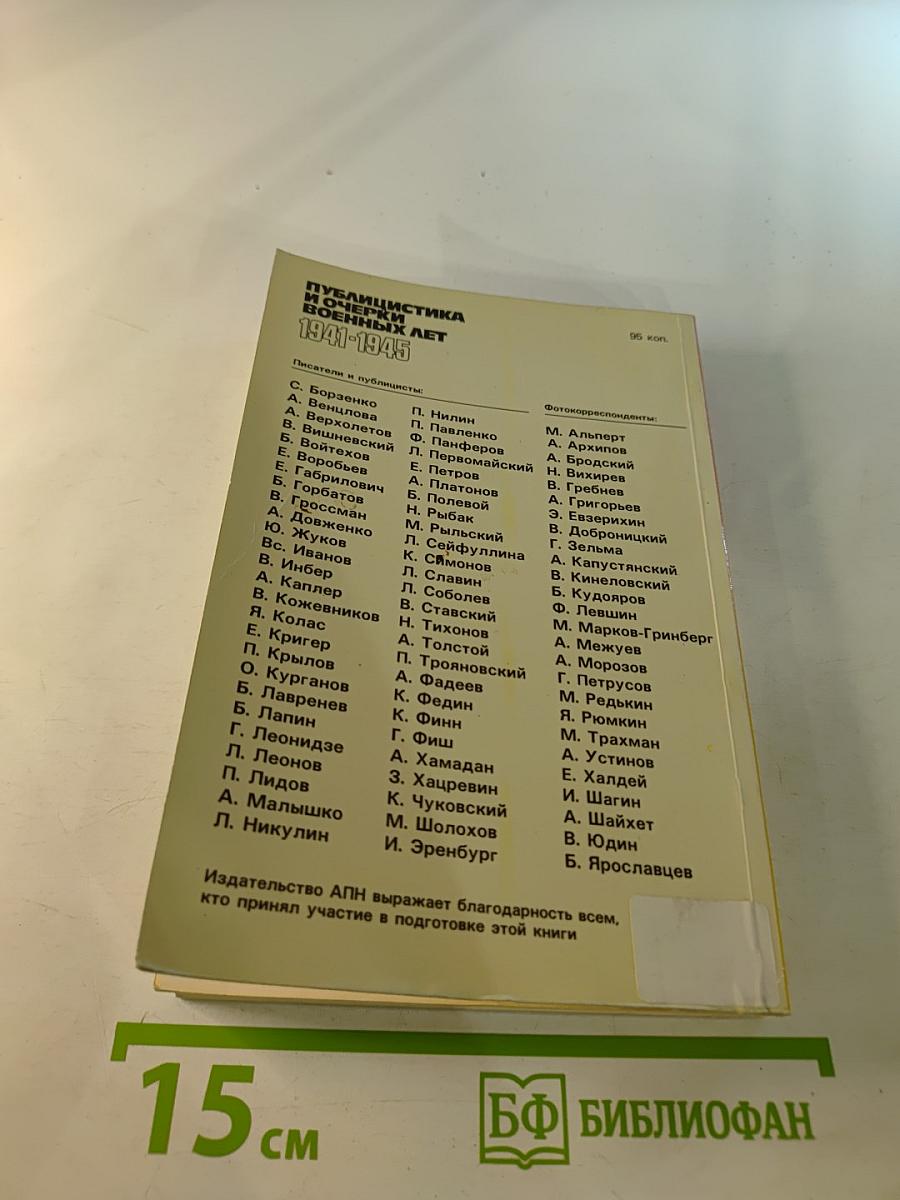 ПУБЛИЦИСТИКА
И ОЧЕРКИ
ВОЕННЫХ ЛЕТ
1941-1945
95 коп.
Писатели и публицисты:
С. Борзенко
А. Венцлова
А. Верхолетов
В. Вишневский
Б. Войтехов
Е. Воробьев
Е. Габрилович
Б. Горбатов
В. Гроссман
А. Довженко
Ю. Жуков
Вс. Иванов
В. Инбер
А. Каплер
В. Кожевников
Я. Колас
Е. Кригер
П. Крылов
О. Курганов
Б. Лавренев
Б. Лапин
Г. Леонидзе
Л. Леонов
П. Лидов
А. Малышко
Л. Никулин
П. Нилин
П. Павленко
Ф. Панферов
Л. Первомайский
Е. Петров
А. Платонов
Б. Полевой
Н. Рыбак
М. Рыльский
Л. Сейфуллина
К. Симонов
Л. Славин
Л. Соболев
В. Ставский
Н. Тихонов
А. Толстой
П. Трояновский
А. Фадеев
К. Федин
К. Финн
Г. Фиш
А. Хамадан
З. Хацревин
К. Чуковский
М. Шолохов
И. Эренбург
Фотокорреспонденты:
М. Альперт
А. Архипов
А. Бродский
Н. Вихирев
В. Гребнев
А. Григорьев
Э. Евзерихин
В. Доброницкий
Г. Зельма
А. Капустянский
В. Кинеловский
Б. Кудояров
Ф. Левшин
М. Марков-Гринберг
А. Межуев
А. Морозов
Г. Петрусов
М. Редькин
Я. Рюмкин
М. Трахман
А. Устинов
Е. Халдей
И. Шагин
А. Шайхет
В. Юдин
Б. Ярославцев
Издательство АПН выражает благодарность всем,
кто принял участие в подготовке этой книги
15 см
БФ БИБЛИОФАН